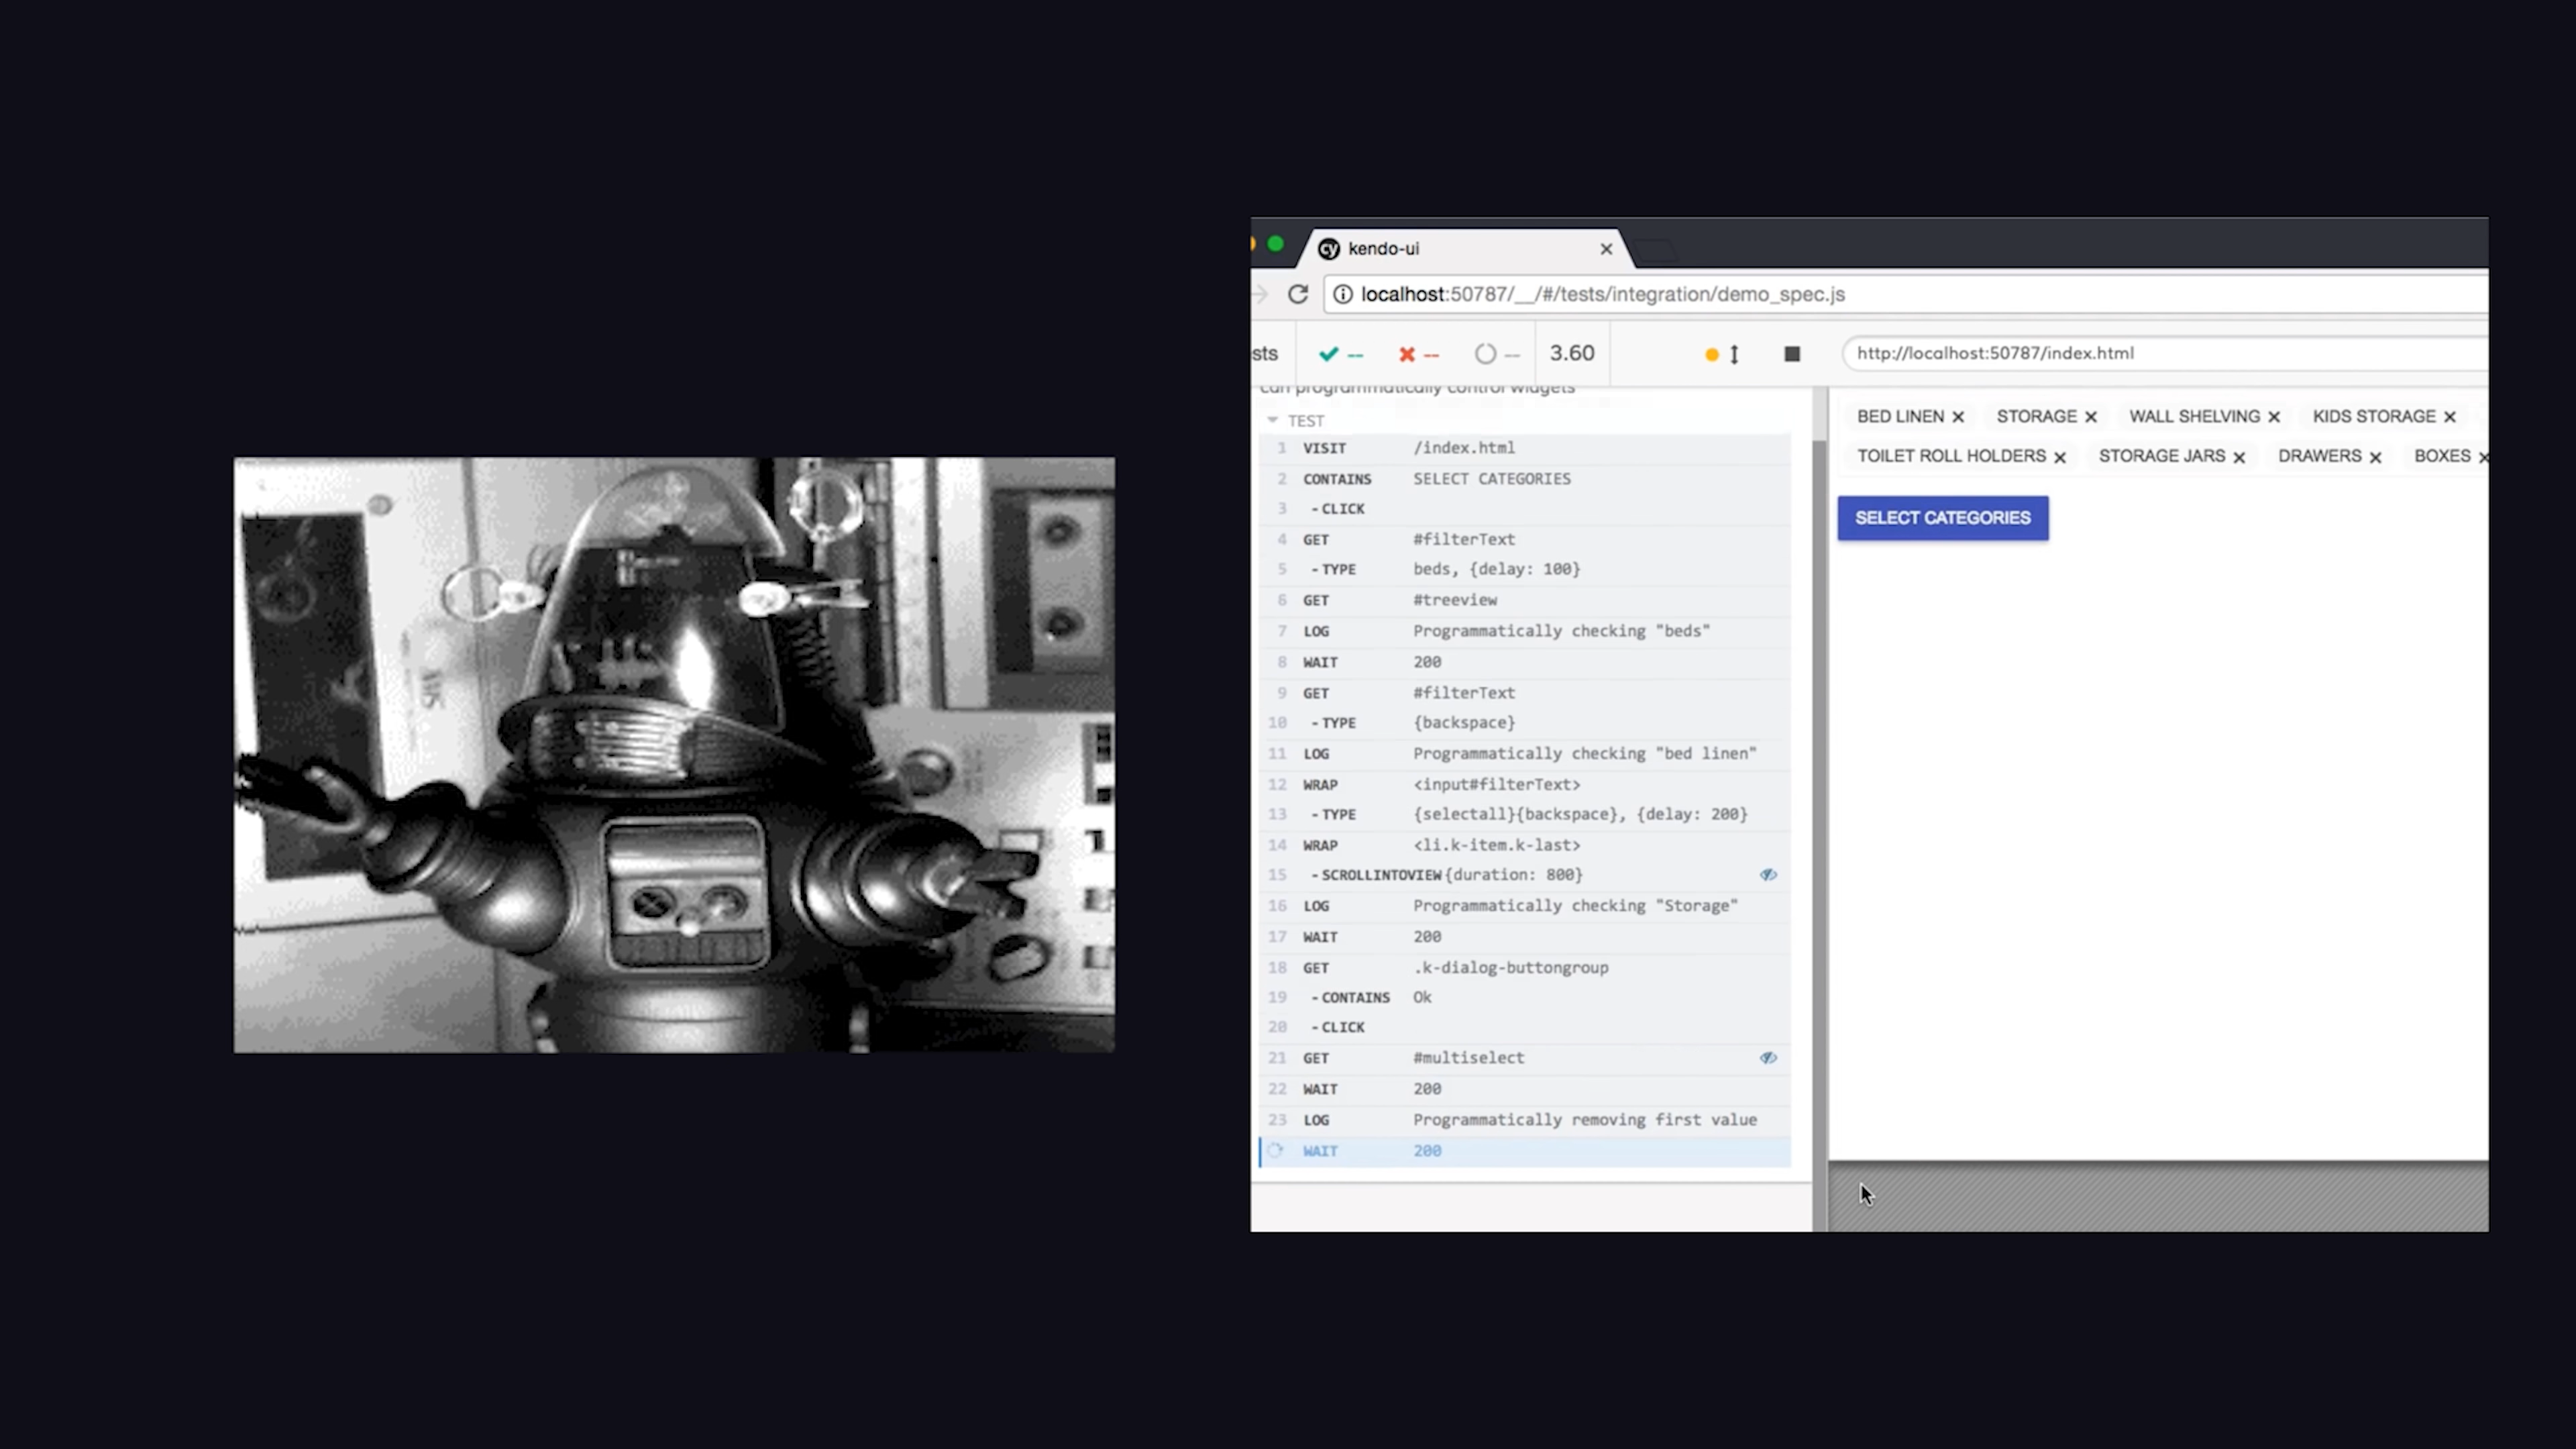 kendo-ui
localhost:50787/__/#/tests/integration/demo_spec.js
sts -- -- -- 3.60 http://localhost:50787/index.html
can programmatically control widgets
TEST
1 VISIT /index.html
2 CONTAINS SELECT CATEGORIES
3 - CLICK
4 GET #filterText
5 - TYPE beds, {delay: 100}
6 GET #treeview
7 LOG Programmatically checking "beds"
8 WAIT 200
9 GET #filterText
10 - TYPE {backspace}
11 LOG Programmatically checking "bed linen"
12 WRAP <input#filterText>
13 - TYPE {selectall}{backspace}, {delay: 200}
14 WRAP <li.k-item.k-last>
15 - SCROLLINTOVIEW {duration: 800}
16 LOG Programmatically checking "Storage"
17 WAIT 200
18 GET .k-dialog-buttongroup
19 - CONTAINS Ok
20 - CLICK
21 GET #multiselect
22 WAIT 200
23 LOG Programmatically removing first value
WAIT 200
BED LINEN × STORAGE × WALL SHELVING × KIDS STORAGE ×
TOILET ROLL HOLDERS × STORAGE JARS × DRAWERS × BOXES ×
SELECT CATEGORIES